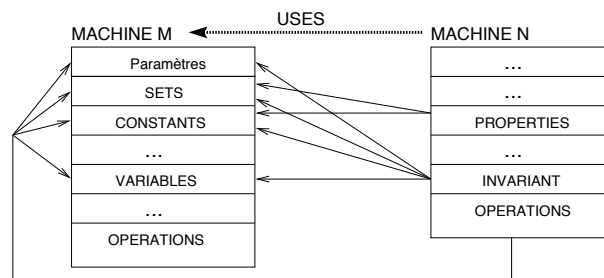 USES
MACHINE M
Paramètres
SETS
CONSTANTS
...
VARIABLES
...
OPERATIONS
MACHINE N
...
...
PROPERTIES
...
INVARIANT
OPERATIONS